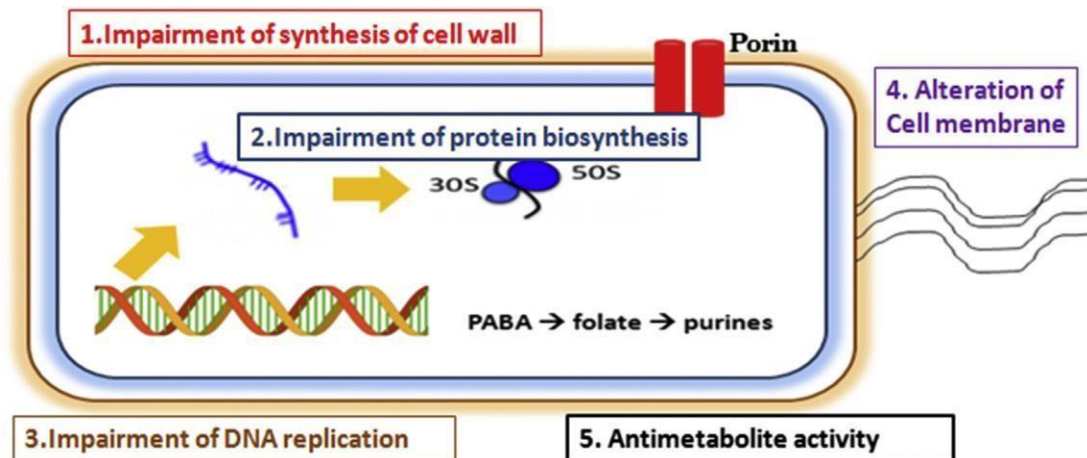 1.Impairment of synthesis of cell wall
Porin
4. Alteration of
Cell membrane
2.Impairment of protein biosynthesis
30S
50S
PABA → folate → purines
3.Impairment of DNA replication
5. Antimetabolite activity